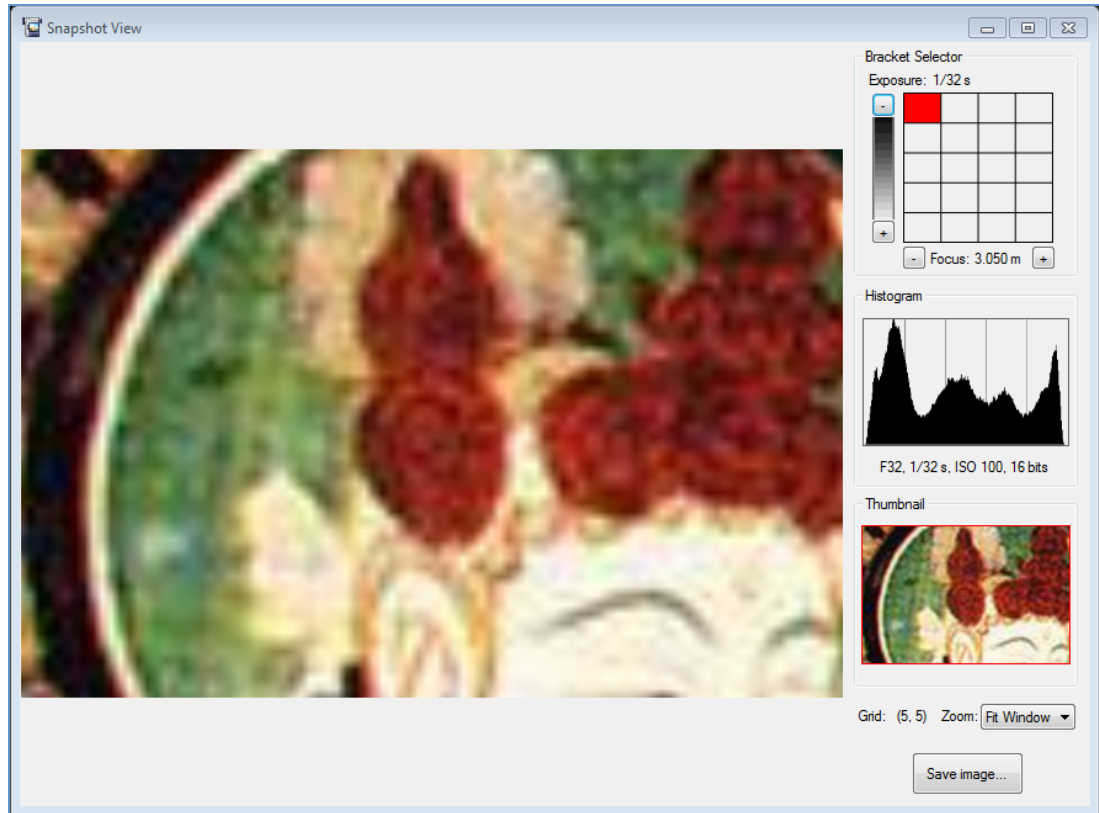 Snapshot View
Bracket Selector
Exposure: 1/32 s
-
+
- Focus: 3.050 m +
Histogram
F32, 1/32 s, ISO 100, 16 bits
Thumbnail
Grid: (5, 5) Zoom: Fit Window
Save image...